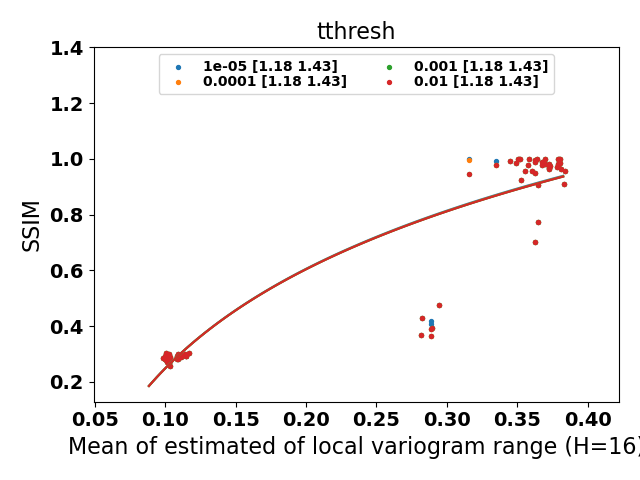 tthresh
1e-05 [1.18 1.43]
0.0001 [1.18 1.43]
0.001 [1.18 1.43]
0.01 [1.18 1.43]
SSIM
1.4
1.2
1.0
0.8
0.6
0.4
0.2
0.05 0.10 0.15 0.20 0.25 0.30 0.35 0.40
Mean of estimated of local variogram range (H=16)